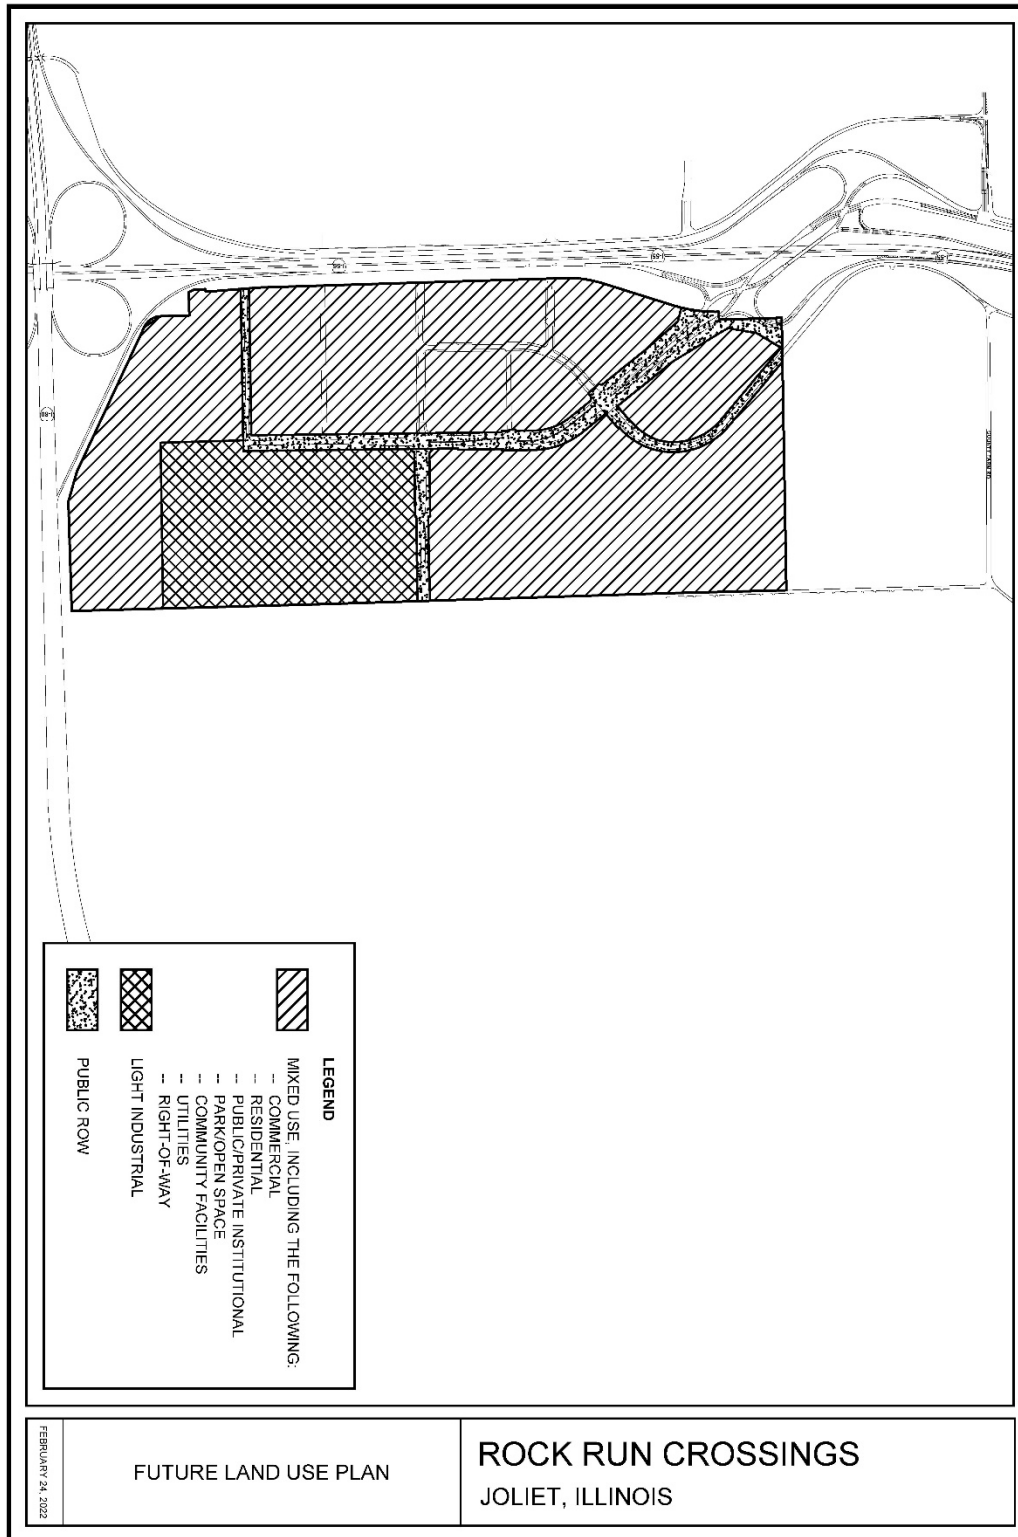 LEGEND
MIXED USE, INCLUDING THE FOLLOWING:
-- COMMERCIAL
-- RESIDENTIAL
-- PUBLIC/PRIVATE INSTITUTIONAL
-- PARK/OPEN SPACE
-- COMMUNITY FACILITIES
-- UTILITIES
-- RIGHT-OF-WAY
LIGHT INDUSTRIAL
PUBLIC ROW
FEBRUARY 24, 2022
FUTURE LAND USE PLAN
ROCK RUN CROSSINGS
JOLIET, ILLINOIS